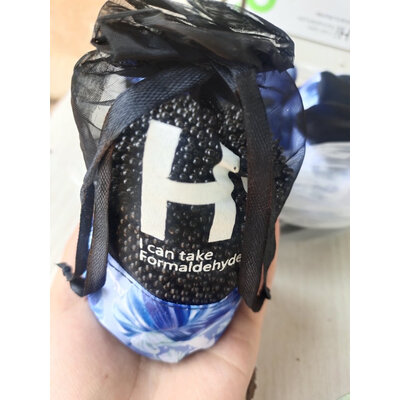 H
I can take
Formaldehyde